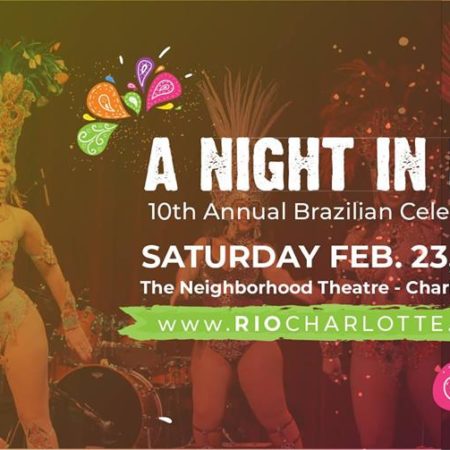 A NIGHT IN
10th Annual Brazilian Cele
SATURDAY FEB. 23
The Neighborhood Theatre - Char
WWW.RIOCHARLOTTE.